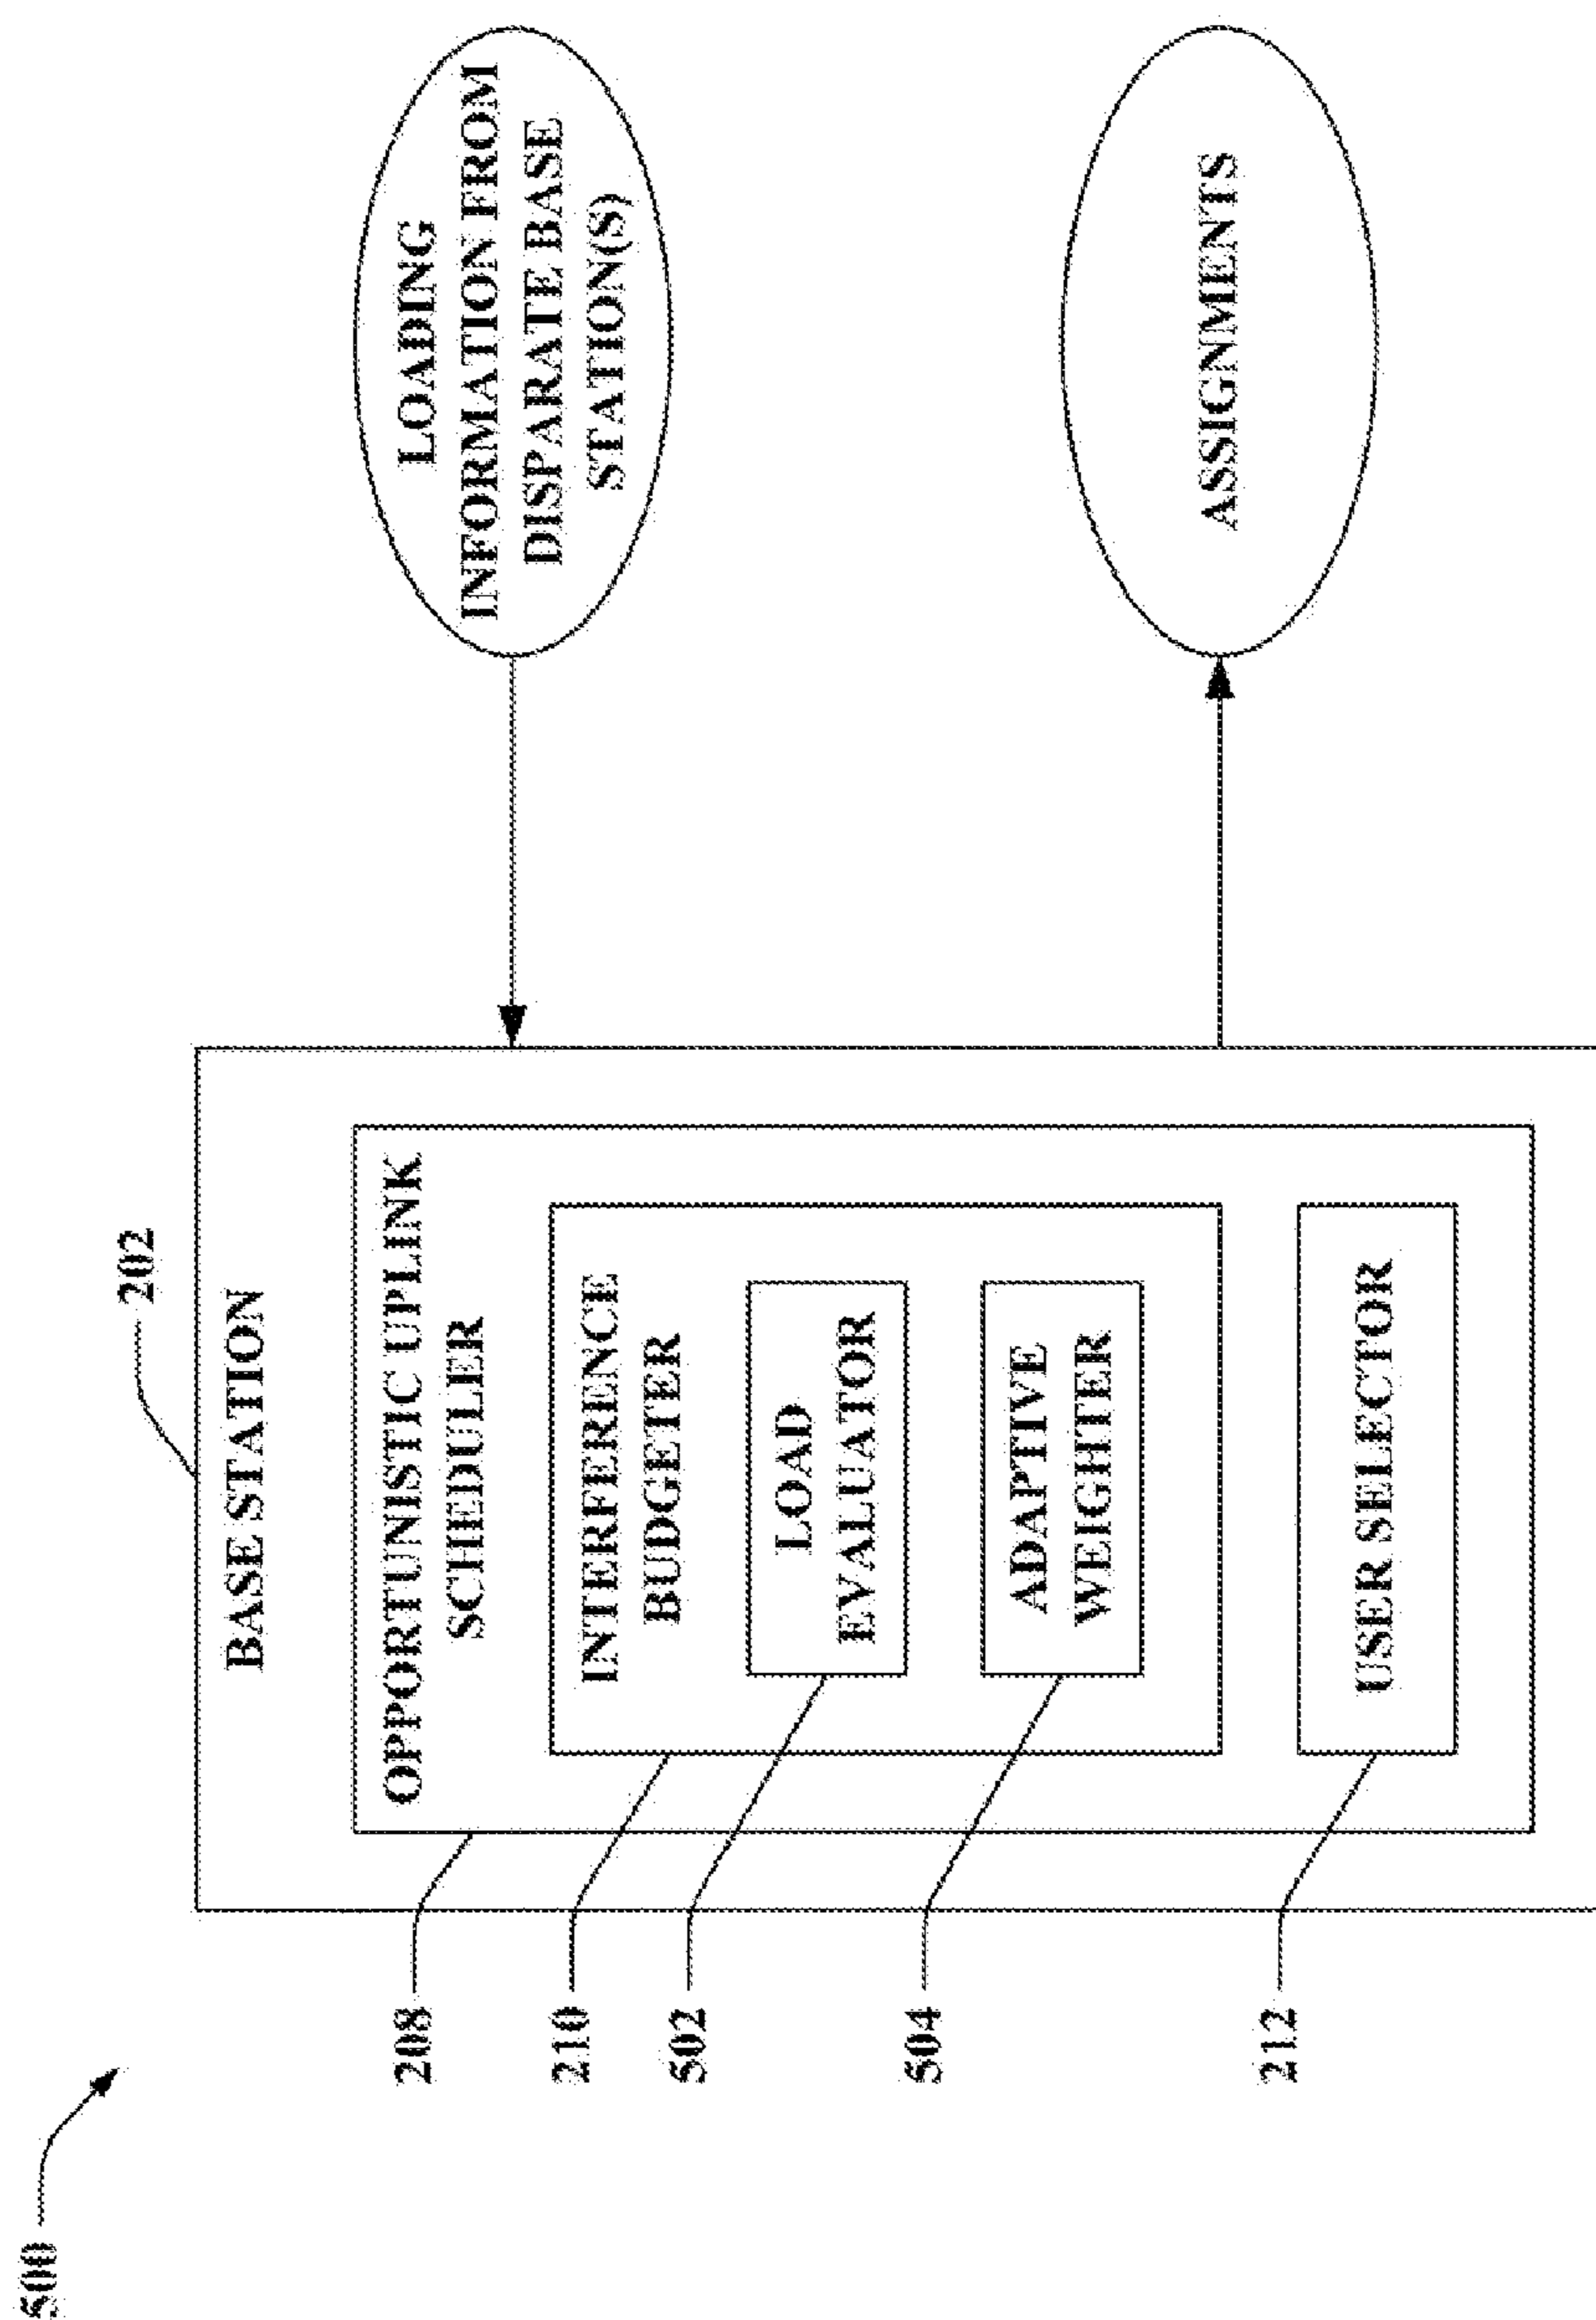 500
202
BASE STATION
208
OPPORTUNISTIC UPLINK
SCHEDULER
210
INTERFERENCE
BUDGETER
502
LOAD
EVALUATOR
504
ADAPTIVE
WEIGHTER
212
USER SELECTOR
LOADING
INFORMATION FROM
DISPARATE BASE
STATION(S)
ASSIGNMENTS